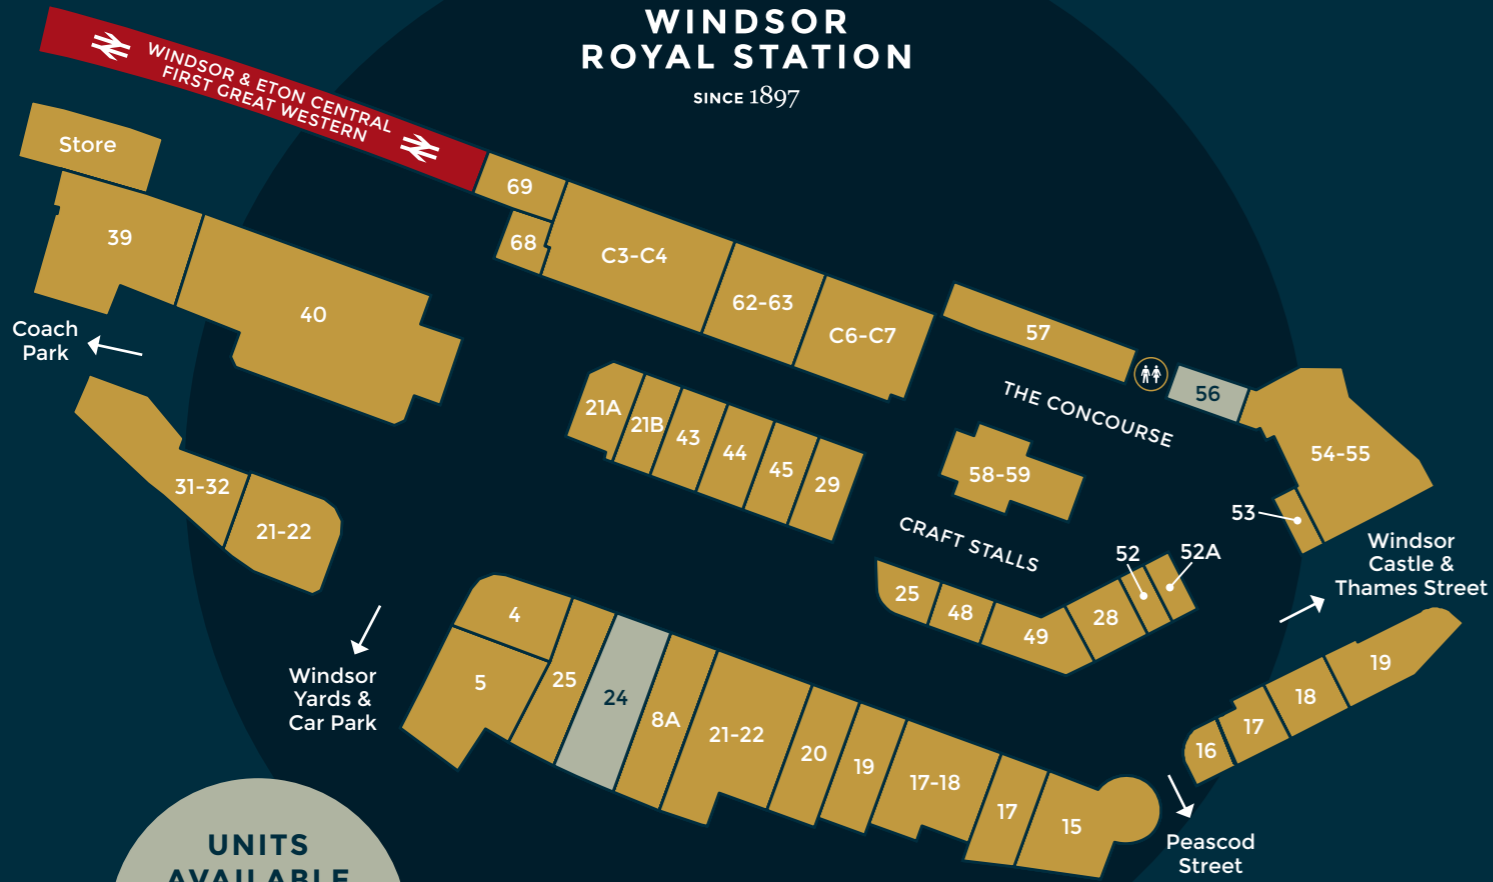 WINDSOR
ROYAL STATION
SINCE 1897
WINDSOR & ETON CENTRAL
FIRST GREAT WESTERN
Store
39
40
69
68
C3-C4
62-63
C6-C7
57
56
54-55
53
THE CONCOURSE
58-59
CRAFT STALLS
Coach
Park
31-32
21-22
21A
21B
43
44
45
29
25
48
49
28
52
52A
Windsor
Castle &
Thames Street
Windsor
Yards &
Car Park
4
5
25
24
8A
21-22
20
19
17-18
17
15
16
17
18
19
Peascod
Street
UNITS
AVAILABLE